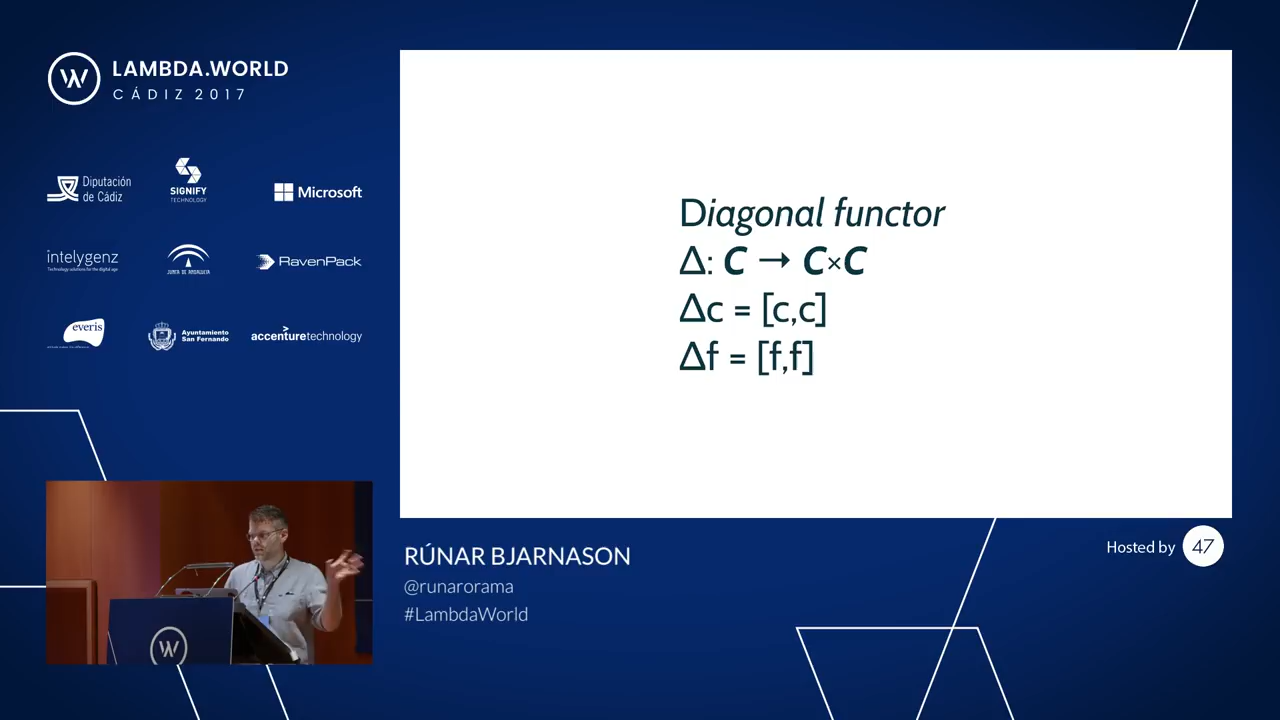 LAMBDA.WORLD
CÁDIZ 2017
Diputación
de Cádiz
SIGNIFY
TECHNOLOGY
Microsoft
intelygenz
Technology solutions for the digital age
JUNTA DE ANDALUCIA
RavenPack
everis
Ayuntamiento
San Fernando
accenturetechnology
Diagonal functor
Δ: C → C×C
Δc = [c,c]
Δf = [f,f]
RÚNAR BJARNASON
@runarorama
#LambdaWorld
Hosted by 47